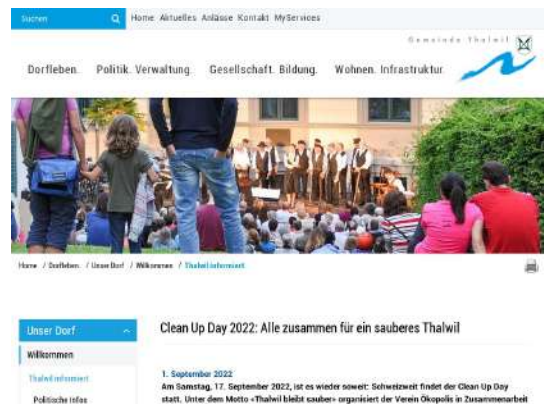 Suchen
Home Aktuelles Anlässe Kontakt MyServices
Gemeinde Thalwil
Dorfleben. Politik. Verwaltung. Gesellschaft. Bildung. Wohnen. Infrastruktur.
Home / Dorfleben. / Unser Dorf / Willkommen / Thalwil informiert
Unser Dorf
Willkommen
Thalwil informiert
Politische Infos
Clean Up Day 2022: Alle zusammen für ein sauberes Thalwil
1. September 2022
Am Samstag, 17. September 2022, ist es wieder soweit: Schweizweit findet der Clean Up Day
statt. Unter dem Motto «Thalwil bleibt sauber» organisiert der Verein Ökopolis in Zusammenarbeit